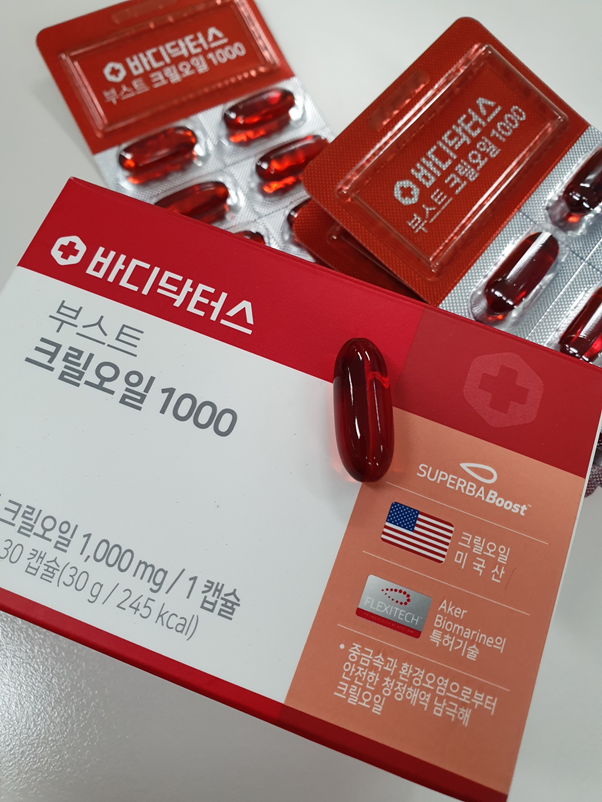 바디닥터스
부스트 크릴오일 1000
바디닥터스
부스트 크릴오일 1000
바디닥터스
부스트
크릴오일 1000
크릴오일 1,000 mg / 1 캡슐
30 캡슐(30 g / 245 kcal)
SUPERBABoost™
크릴오일
미국산
FLEXITECH™
Aker
Biomarine의
특허기술
* 중금속과 환경오염으로부터
안전한 청정해역 남극해
크릴오일